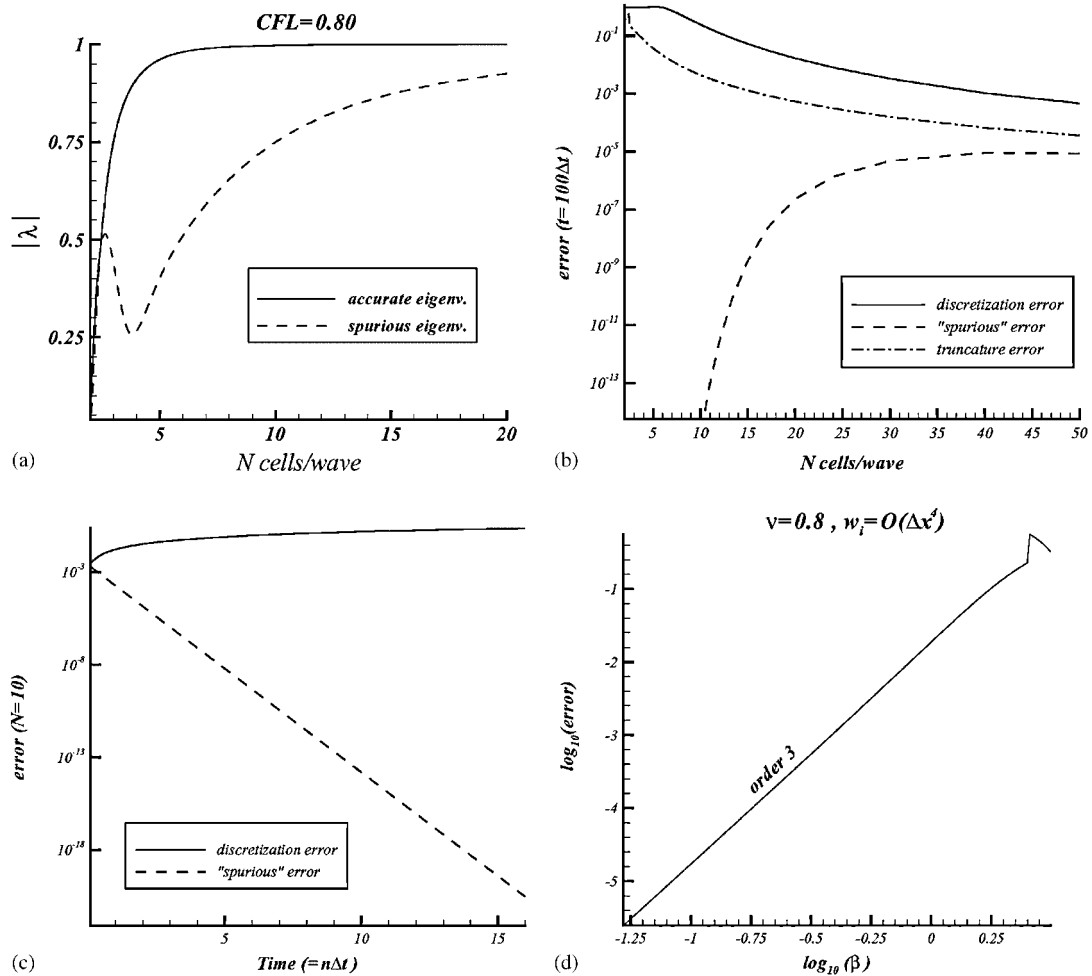 CFL=0.80
1
0.75
0.5
0.25
|λ|
accurate eigenv.
spurious eigenv.
5
10
15
20
N cells/wave
(a)
10^-1
10^-3
10^-5
10^-7
10^-9
10^-11
10^-13
error (t=100Δt)
discretization error
"spurious" error
truncature error
5
10
15
20
25
30
35
40
45
50
N cells/wave
(b)
10^-3
10^-8
10^-13
10^-18
error (N=10)
discretization error
"spurious" error
5
10
15
Time (=nΔt)
(c)
ν=0.8 , w_i=O(Δx^4)
-1
-2
-3
-4
-5
log_10(error)
order 3
-1.25
-1
-0.75
-0.5
-0.25
0
0.25
log_10(β)
(d)